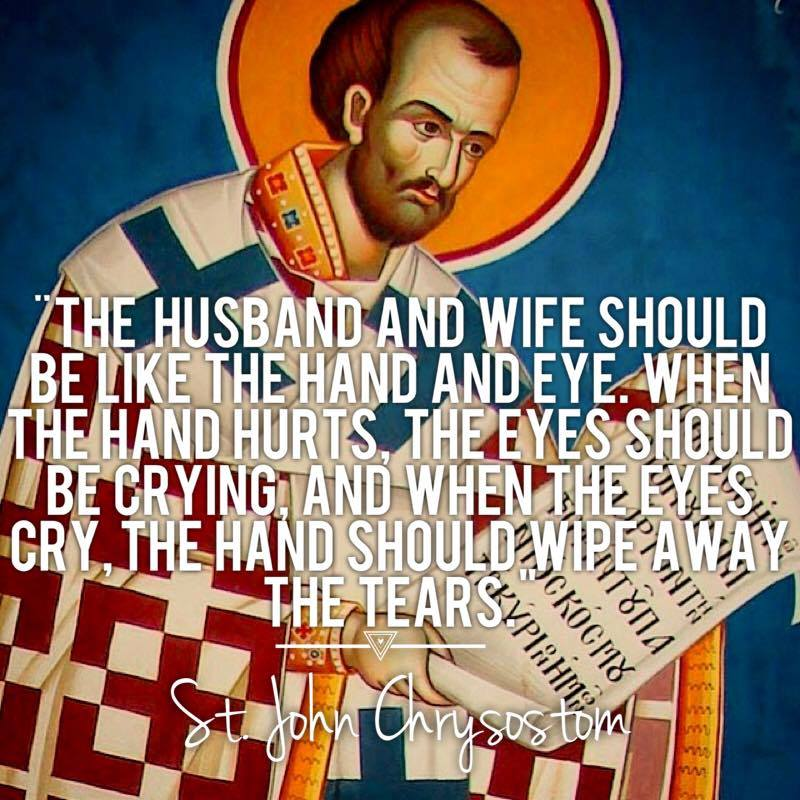 ¨THE HUSBAND AND WIFE SHOULD
BE LIKE THE HAND AND EYE. WHEN
THE HAND HURTS, THE EYES SHOULD
BE CRYING, AND WHEN THE EYES
CRY, THE HAND SHOULD WIPE AWAY
THE TEARS."
St. John Chrysostom